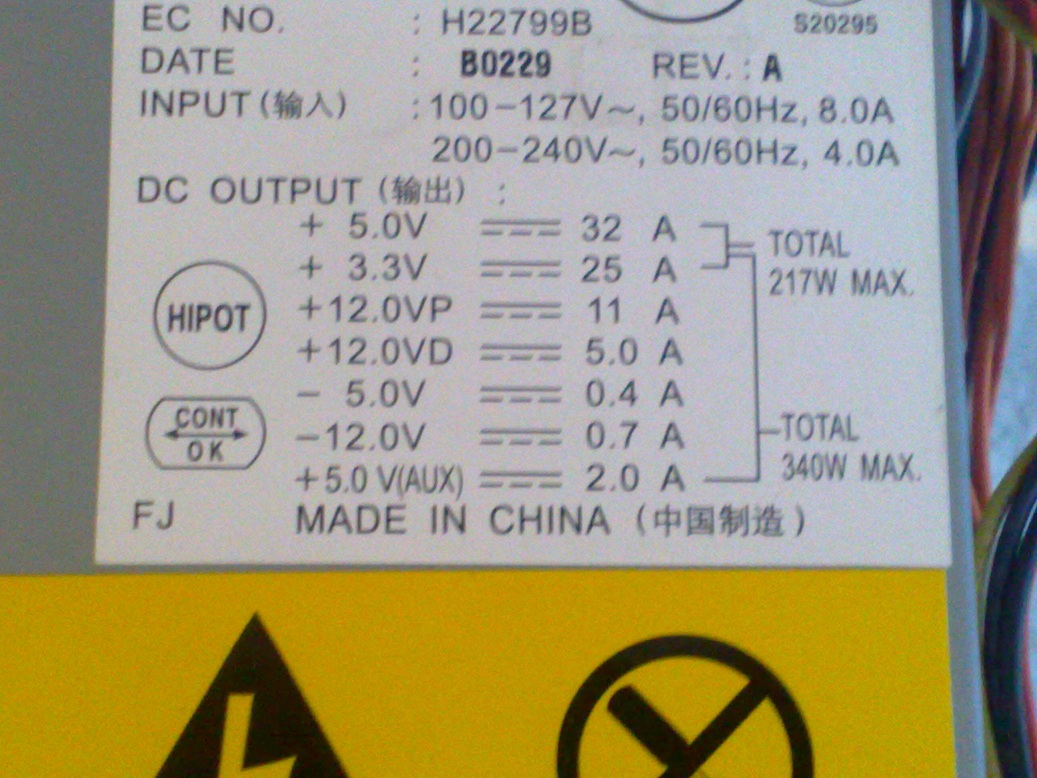 EC NO. : H22799B
S20295
DATE : B0229 REV. : A
INPUT (输入) : 100-127V~, 50/60Hz, 8.0A
200-240V~, 50/60Hz, 4.0A
DC OUTPUT (输出) :
+ 5.0V 32 A
+ 3.3V 25 A
TOTAL
217W MAX.
+12.0VP 11 A
+12.0VD 5.0 A
- 5.0V 0.4 A
-12.0V 0.7 A
+5.0 V(AUX) 2.0 A
TOTAL
340W MAX.
HIPOT
CONT
OK
FJ MADE IN CHINA (中国制造)